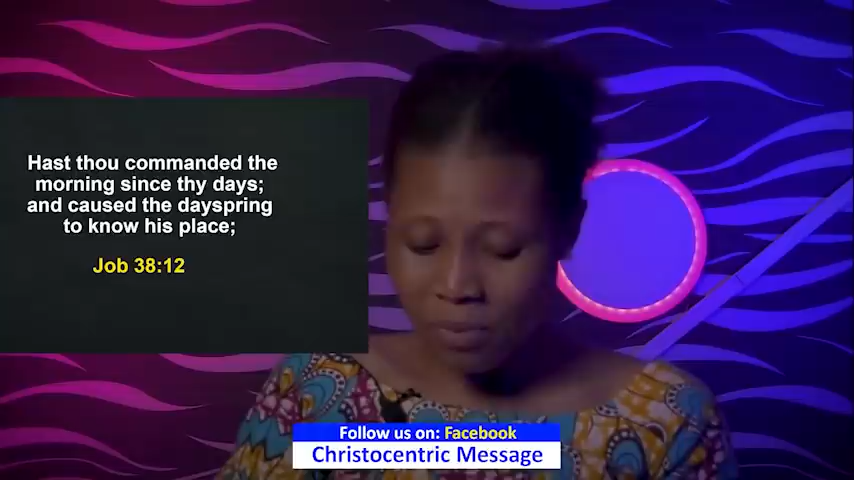 Hast thou commanded the
morning since thy days;
and caused the dayspring
to know his place;
Job 38:12
Follow us on: Facebook
Christocentric Message